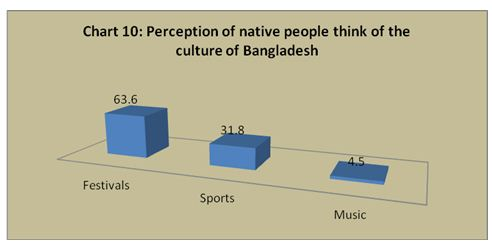 Chart 10: Perception of native people think of the
culture of Bangladesh
63.6
31.8
4.5
Festivals
Sports
Music